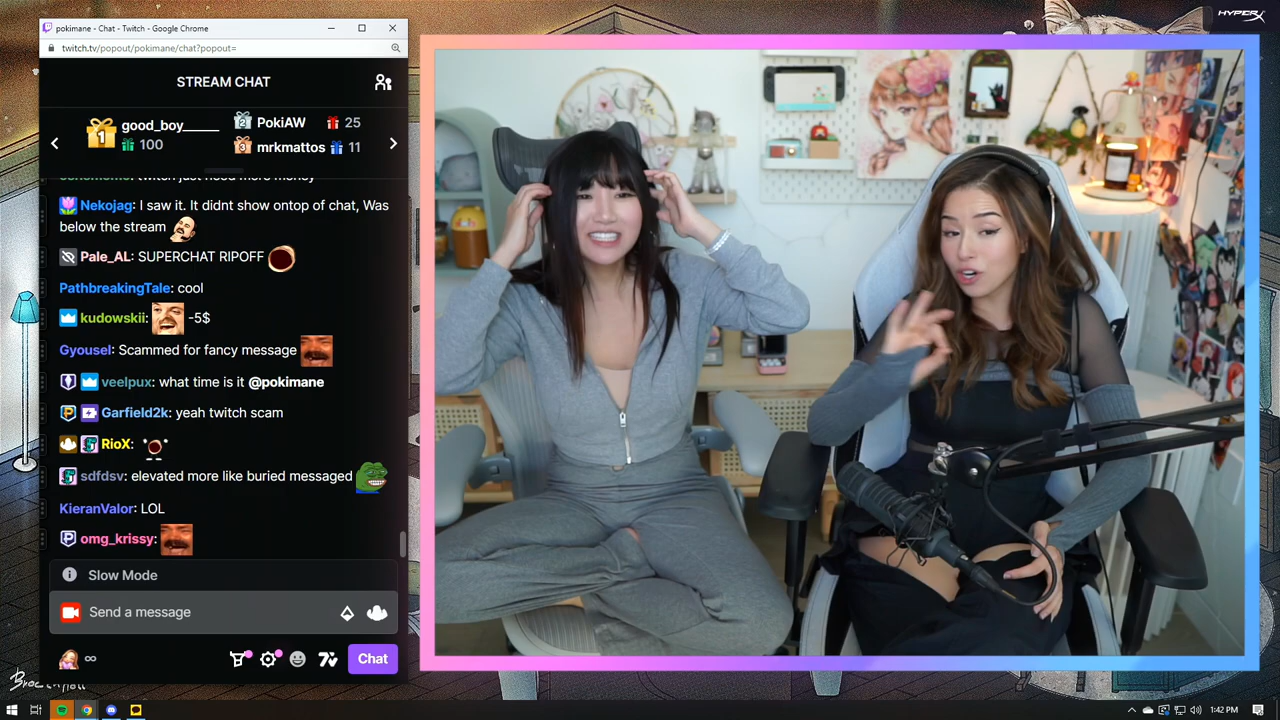 pokimane - Chat - Twitch - Google Chrome
twitch.tv/popout/pokimane/chat?popout=
HYPERX
STREAM CHAT
1 good_boy_____ 100
2 PokiAW 25
3 mrkmattos 11
Nekojag: I saw it. It didnt show ontop of chat, Was
below the stream
Pale_AL: SUPERCHAT RIPOFF
PathbreakingTale: cool
kudowskii: -5$
Gyousel: Scammed for fancy message
veelpux: what time is it @pokimane
Garfield2k: yeah twitch scam
RioX:
sdfdsv: elevated more like buried messaged
KieranValor: LOL
omg_krissy:
Slow Mode
Send a message
∞
Chat
1:42 PM